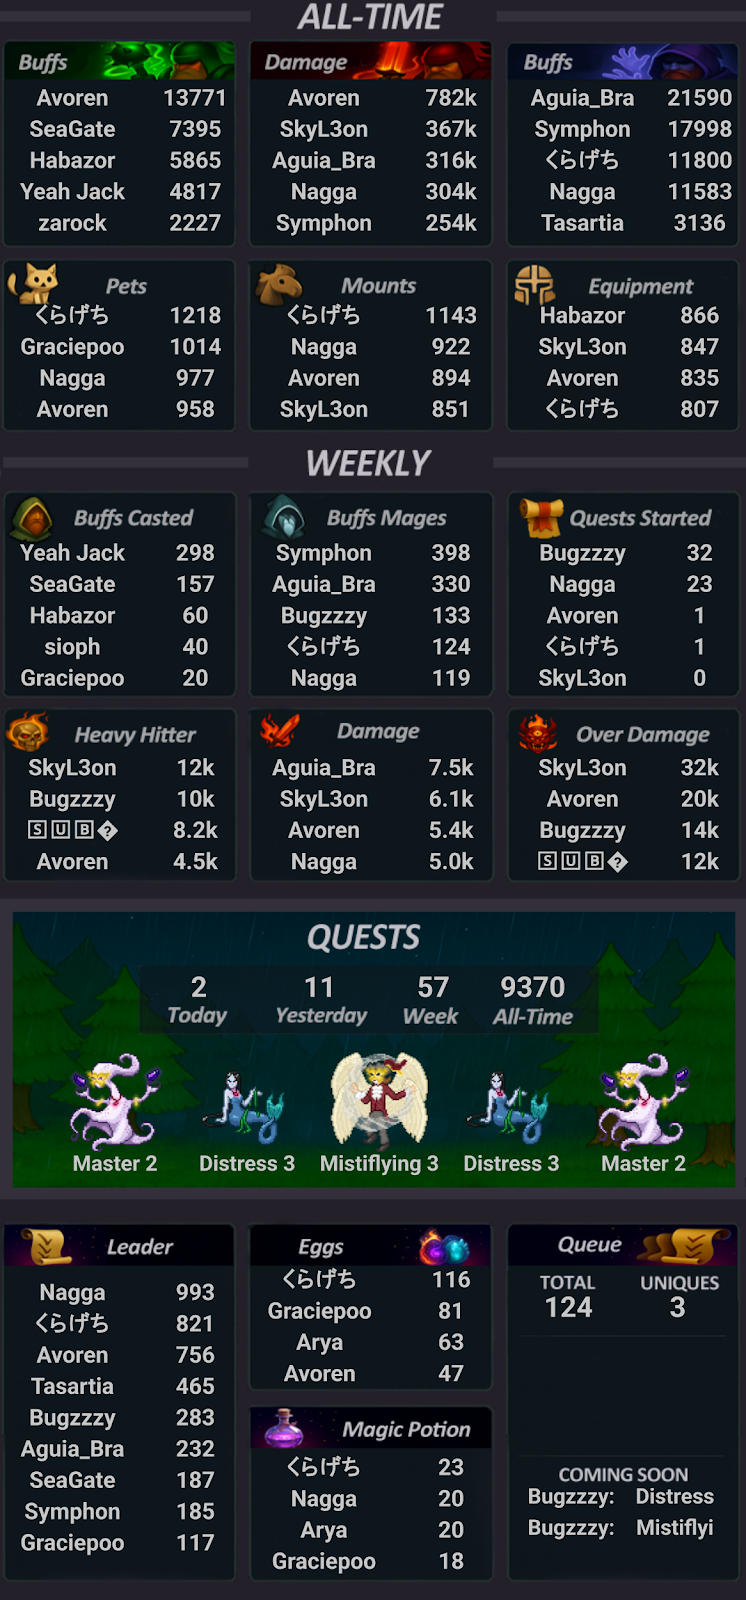 ALL-TIME
Buffs
Avoren 13771
SeaGate 7395
Habazor 5865
Yeah Jack 4817
zarock 2227
Damage
Avoren 782k
SkyL3on 367k
Aguia_Bra 316k
Nagga 304k
Symphon 254k
Buffs
Aguia_Bra 21590
Symphon 17998
くらげち 11800
Nagga 11583
Tasartia 3136
Pets
くらげち 1218
Graciepoo 1014
Nagga 977
Avoren 958
Mounts
くらげち 1143
Nagga 922
Avoren 894
SkyL3on 851
Equipment
Habazor 866
SkyL3on 847
Avoren 835
くらげち 807
WEEKLY
Buffs Casted
Yeah Jack 298
SeaGate 157
Habazor 60
sioph 40
Graciepoo 20
Buffs Mages
Symphon 398
Aguia_Bra 330
Bugzzzy 133
くらげち 124
Nagga 119
Quests Started
Bugzzzy 32
Nagga 23
Avoren 1
くらげち 1
SkyL3on 0
Heavy Hitter
SkyL3on 12k
Bugzzzy 10k
🅂🅄🄱� 8.2k
Avoren 4.5k
Damage
Aguia_Bra 7.5k
SkyL3on 6.1k
Avoren 5.4k
Nagga 5.0k
Over Damage
SkyL3on 32k
Avoren 20k
Bugzzzy 14k
🅂🅄🄱� 12k
QUESTS
2 11 57 9370
Today Yesterday Week All-Time
Master 2 Distress 3 Mistiflying 3 Distress 3 Master 2
Leader
Nagga 993
くらげち 821
Avoren 756
Tasartia 465
Bugzzzy 283
Aguia_Bra 232
SeaGate 187
Symphon 185
Graciepoo 117
Eggs
くらげち 116
Graciepoo 81
Arya 63
Avoren 47
Magic Potion
くらげち 23
Nagga 20
Arya 20
Graciepoo 18
Queue
TOTAL UNIQUES
124 3
COMING SOON
Bugzzzy: Distress
Bugzzzy: Mistiflyi